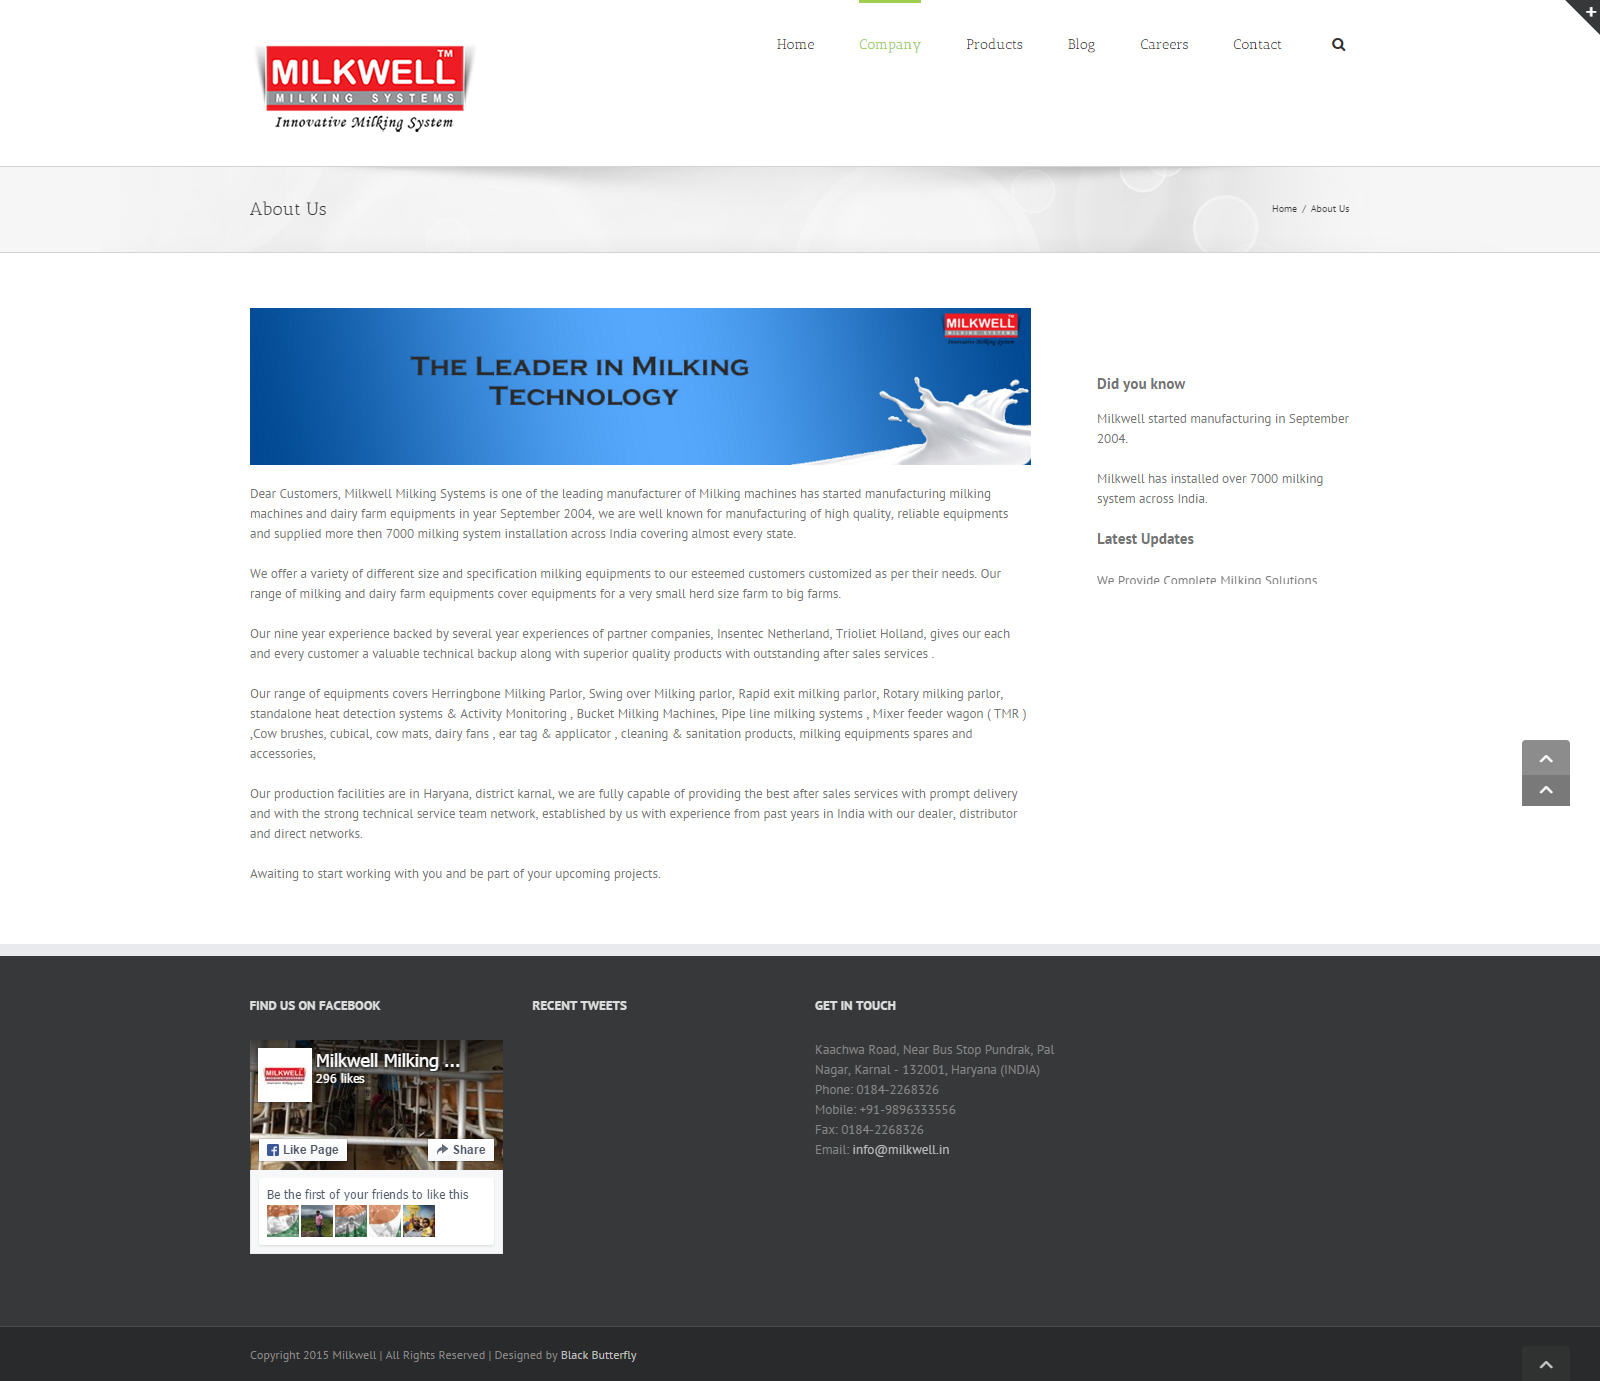 MILKWELL TM
MILKING SYSTEMS
Innovative Milking System
Home Company Products Blog Careers Contact
About Us
Home / About Us
MILKWELL TM
MILKING SYSTEMS
Innovative Milking System
THE LEADER IN MILKING
TECHNOLOGY
Dear Customers, Milkwell Milking Systems is one of the leading manufacturer of Milking machines has started manufacturing milking
machines and dairy farm equipments in year September 2004, we are well known for manufacturing of high quality, reliable equipments
and supplied more then 7000 milking system installation across India covering almost every state.
We offer a variety of different size and specification milking equipments to our esteemed customers customized as per their needs. Our
range of milking and dairy farm equipments cover equipments for a very small herd size farm to big farms.
Our nine year experience backed by several year experiences of partner companies, Insentec Netherland, Trioliet Holland, gives our each
and every customer a valuable technical backup along with superior quality products with outstanding after sales services .
Our range of equipments covers Herringbone Milking Parlor, Swing over Milking parlor, Rapid exit milking parlor, Rotary milking parlor,
standalone heat detection systems & Activity Monitoring , Bucket Milking Machines, Pipe line milking systems , Mixer feeder wagon ( TMR )
,Cow brushes, cubical, cow mats, dairy fans , ear tag & applicator , cleaning & sanitation products, milking equipments spares and
accessories,
Our production facilities are in Haryana, district karnal, we are fully capable of providing the best after sales services with prompt delivery
and with the strong technical service team network, established by us with experience from past years in India with our dealer, distributor
and direct networks.
Awaiting to start working with you and be part of your upcoming projects.
Did you know
Milkwell started manufacturing in September
2004.
Milkwell has installed over 7000 milking
system across India.
Latest Updates
We Provide Complete Milking Solutions
FIND US ON FACEBOOK
Milkwell Milking ...
296 likes
Like Page
Share
Be the first of your friends to like this
RECENT TWEETS
GET IN TOUCH
Kaachwa Road, Near Bus Stop Pundrak, Pal
Nagar, Karnal - 132001, Haryana (INDIA)
Phone: 0184-2268326
Mobile: +91-9896333556
Fax: 0184-2268326
Email: info@milkwell.in
Copyright 2015 Milkwell | All Rights Reserved | Designed by Black Butterfly